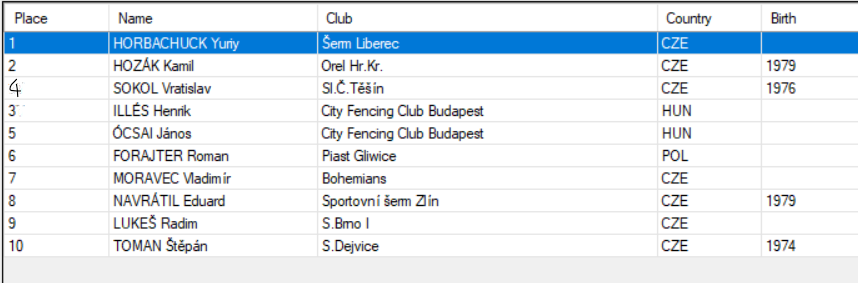 Place Name Club Country Birth
1 HORBACHUCK Yuriy Šerm Liberec CZE
2 HOZÁK Kamil Orel Hr.Kr. CZE 1979
4 SOKOL Vratislav Sl.Č.Těšín CZE 1976
3 ILLÉS Henrik City Fencing Club Budapest HUN
5 ÓCSAI János City Fencing Club Budapest HUN
6 FORAJTER Roman Piast Gliwice POL
7 MORAVEC Vladimír Bohemians CZE
8 NAVRÁTIL Eduard Sportovní šerm Zlín CZE 1979
9 LUKEŠ Radim S.Brno I CZE
10 TOMAN Štěpán S.Dejvice CZE 1974